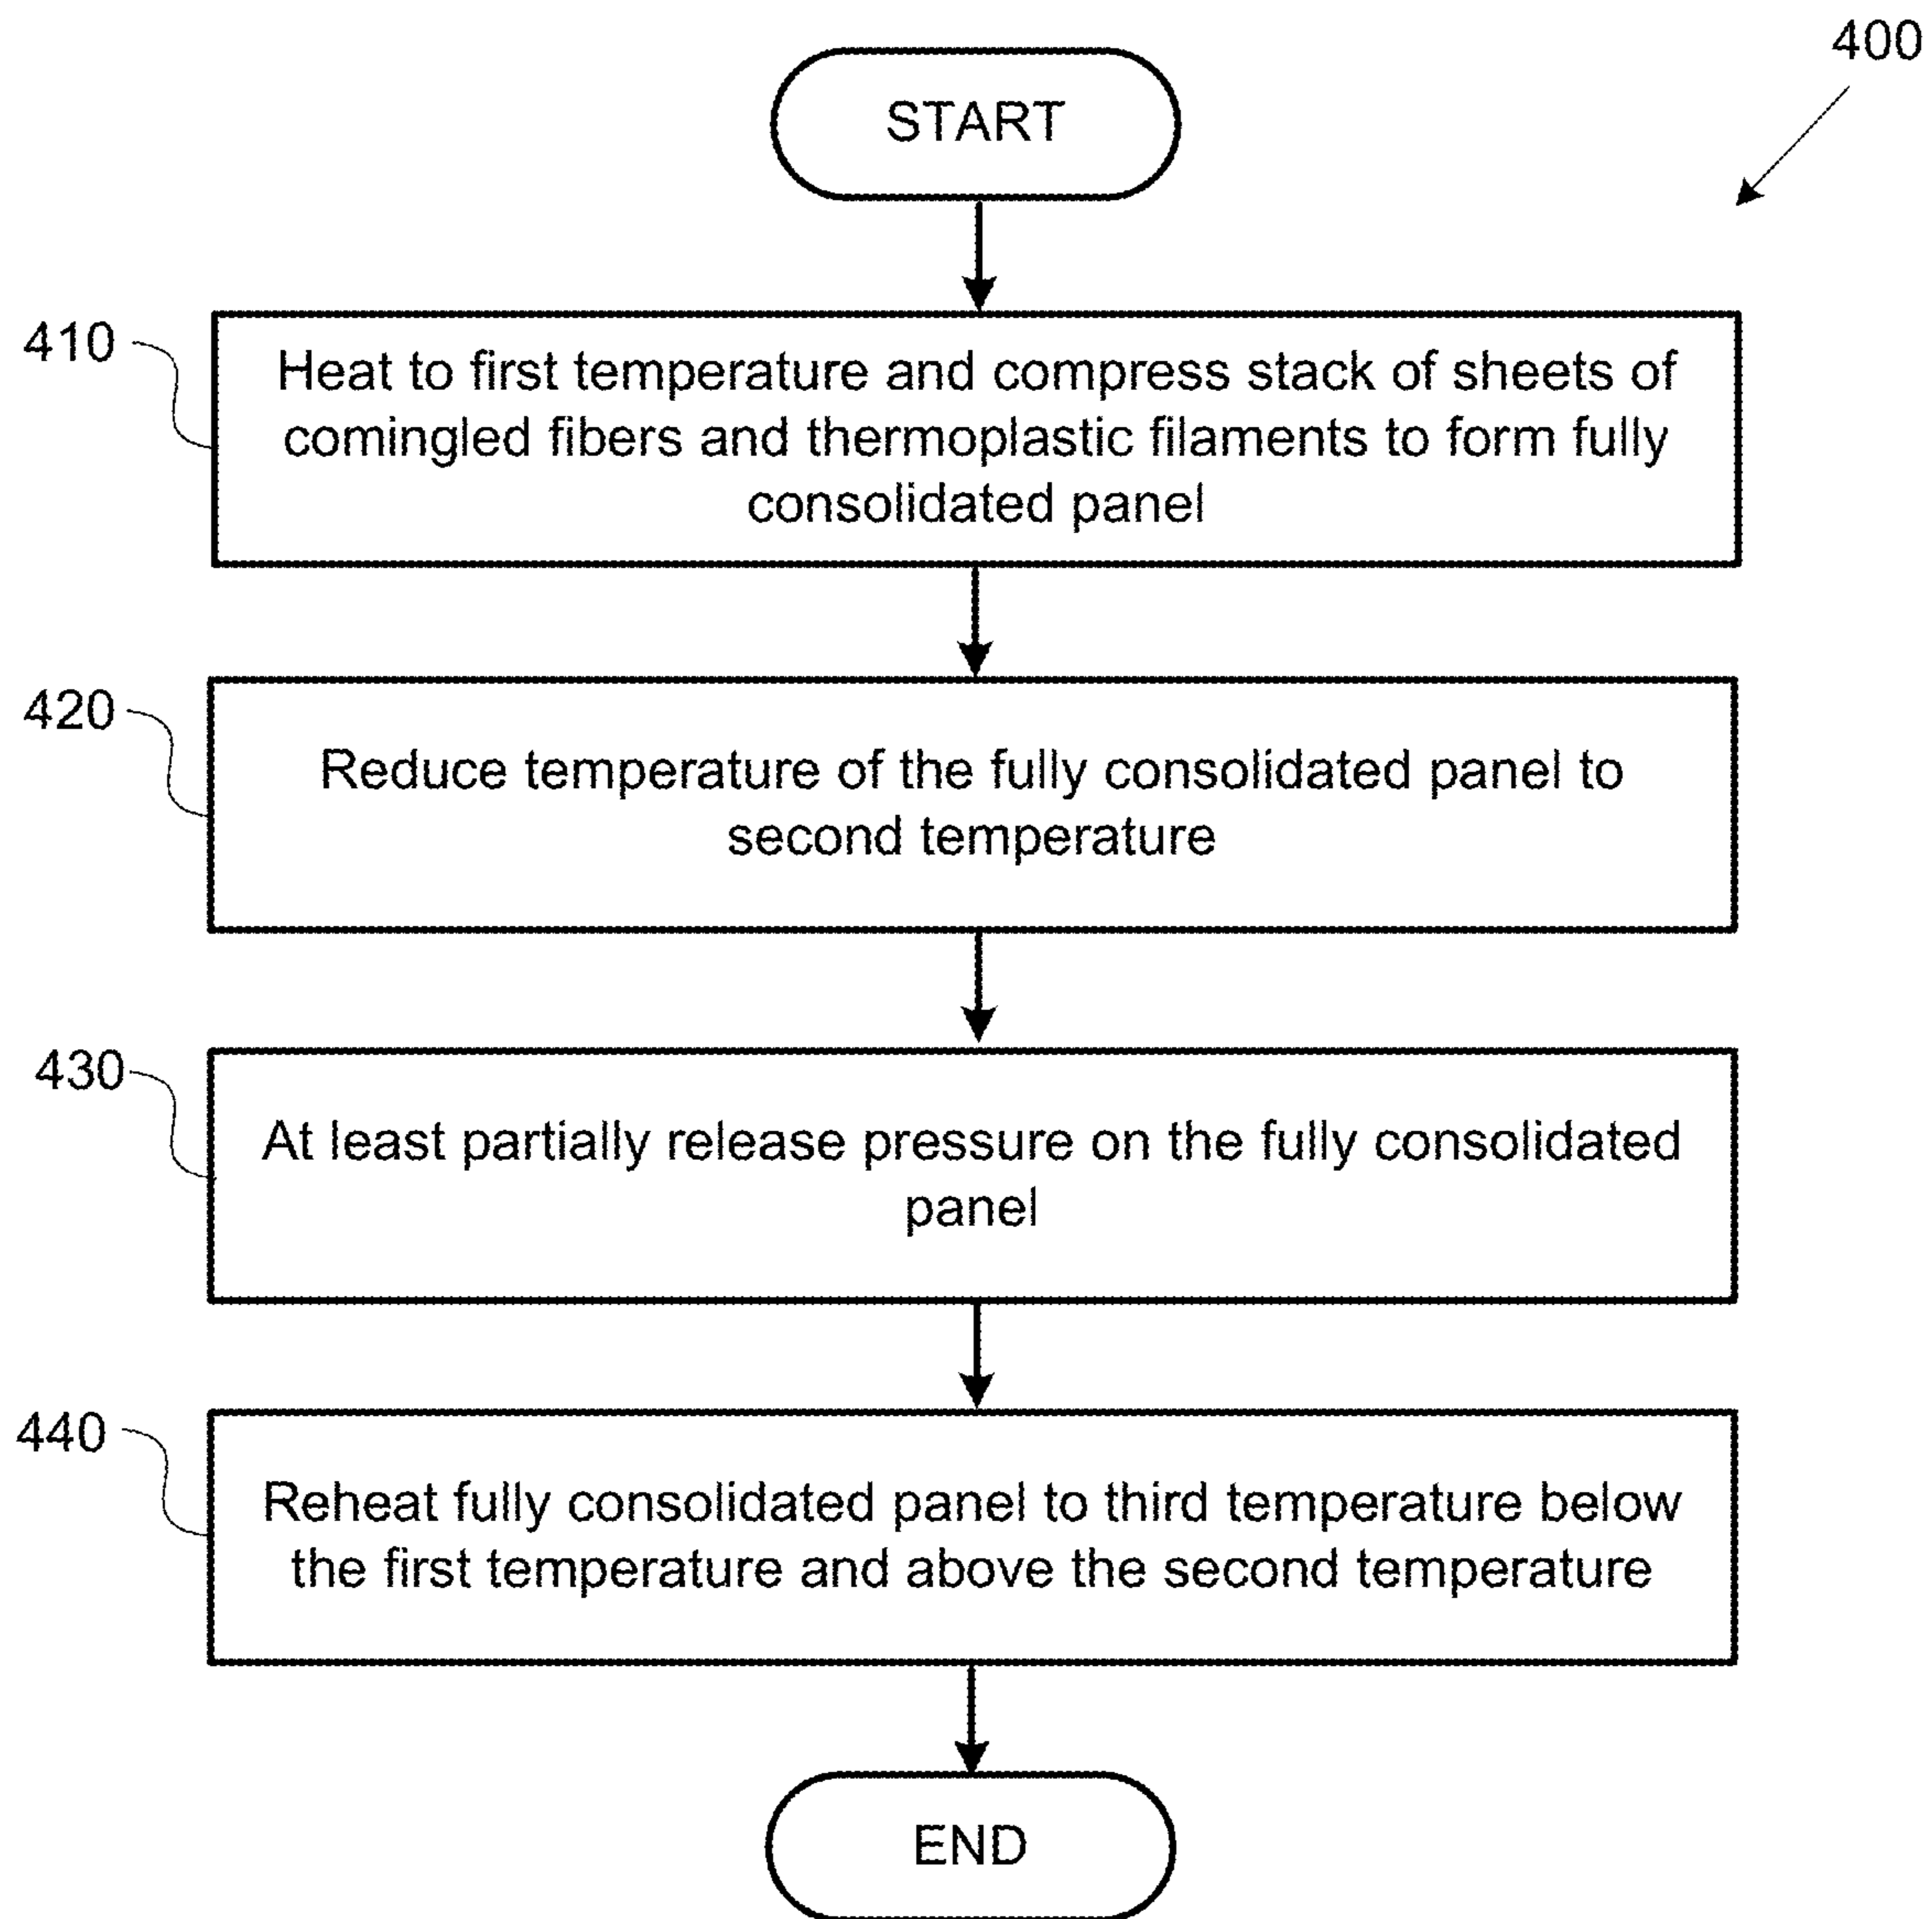 400
START
410
Heat to first temperature and compress stack of sheets of
comingled fibers and thermoplastic filaments to form fully
consolidated panel
420
Reduce temperature of the fully consolidated panel to
second temperature
430
At least partially release pressure on the fully consolidated
panel
440
Reheat fully consolidated panel to third temperature below
the first temperature and above the second temperature
END